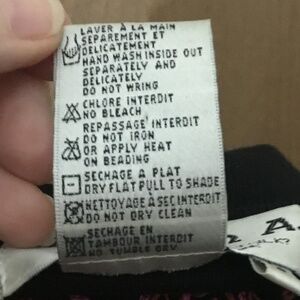 LAVER À LA MAIN
SEPAREMENT ET
DELICATEMENT
HAND WASH INSIDE OUT
SEPARATELY AND
DELICATELY
DO NOT WRING
CHLORE INTERDIT
NO BLEACH
REPASSAGE INTERDIT
DO NOT IRON
OR APPLY HEAT
ON BEADING
SECHAGE A PLAT
DRY FLAT PULL TO SHADE
NETTOYAGE A SEC INTERDIT
DO NOT DRY CLEAN
SECHAGE EN
TAMBOUR INTERDIT
NO TUMBLE DRY